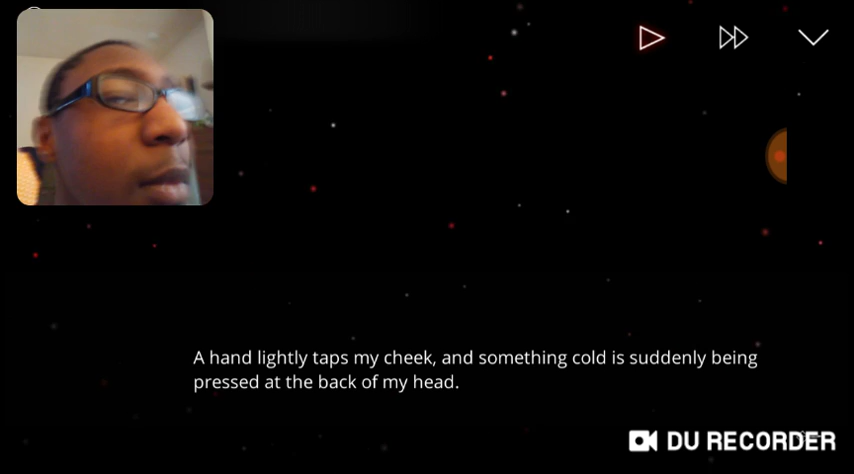 A hand lightly taps my cheek, and something cold is suddenly being
pressed at the back of my head.
DU RECORDER